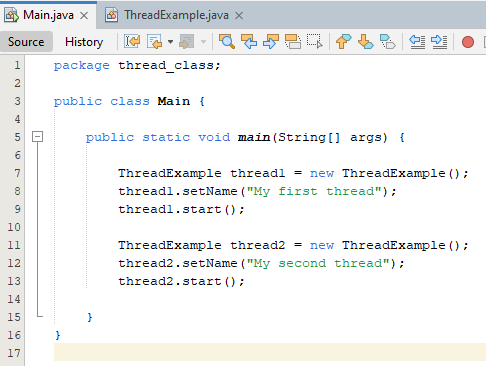 Main.java × ThreadExample.java ×
Source History
1 package thread_class;
2
3 public class Main {
4
5 public static void main(String[] args) {
6
7 ThreadExample thread1 = new ThreadExample();
8 thread1.setName("My first thread");
9 thread1.start();
10
11 ThreadExample thread2 = new ThreadExample();
12 thread2.setName("My second thread");
13 thread2.start();
14
15 }
16 }
17